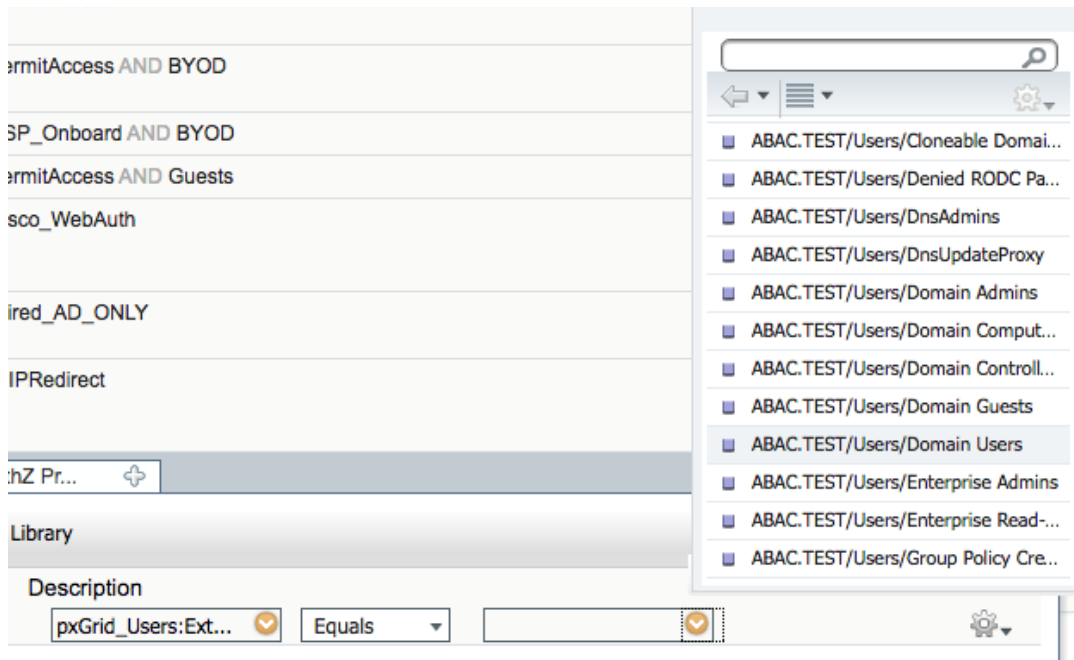 ermitAccess AND BYOD
SP_Onboard AND BYOD
ermitAccess AND Guests
sco_WebAuth
ired_AD_ONLY
IPRedirect
thZ Pr...
Library
Description
pxGrid_Users:Ext...
Equals
ABAC.TEST/Users/Cloneable Domai...
ABAC.TEST/Users/Denied RODC Pa...
ABAC.TEST/Users/DnsAdmins
ABAC.TEST/Users/DnsUpdateProxy
ABAC.TEST/Users/Domain Admins
ABAC.TEST/Users/Domain Comput...
ABAC.TEST/Users/Domain Controll...
ABAC.TEST/Users/Domain Guests
ABAC.TEST/Users/Domain Users
ABAC.TEST/Users/Enterprise Admins
ABAC.TEST/Users/Enterprise Read-...
ABAC.TEST/Users/Group Policy Cre...